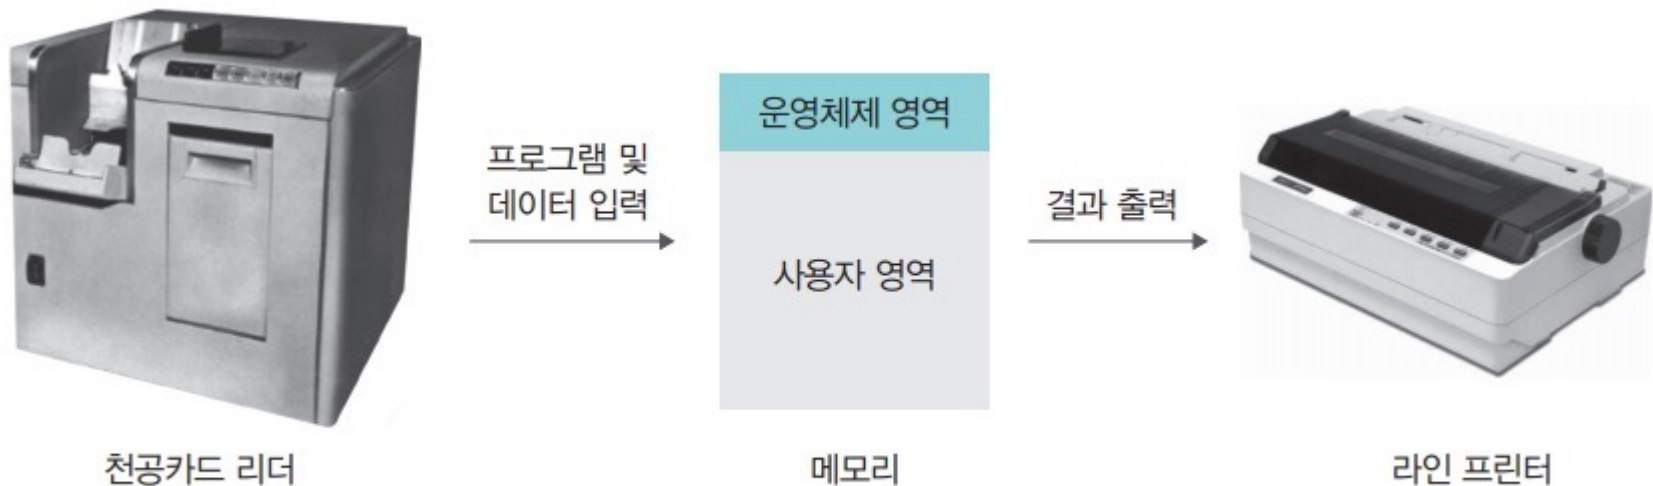 프로그램 및
데이터 입력
운영체제 영역
사용자 영역
결과 출력
천공카드 리더
메모리
라인 프린터